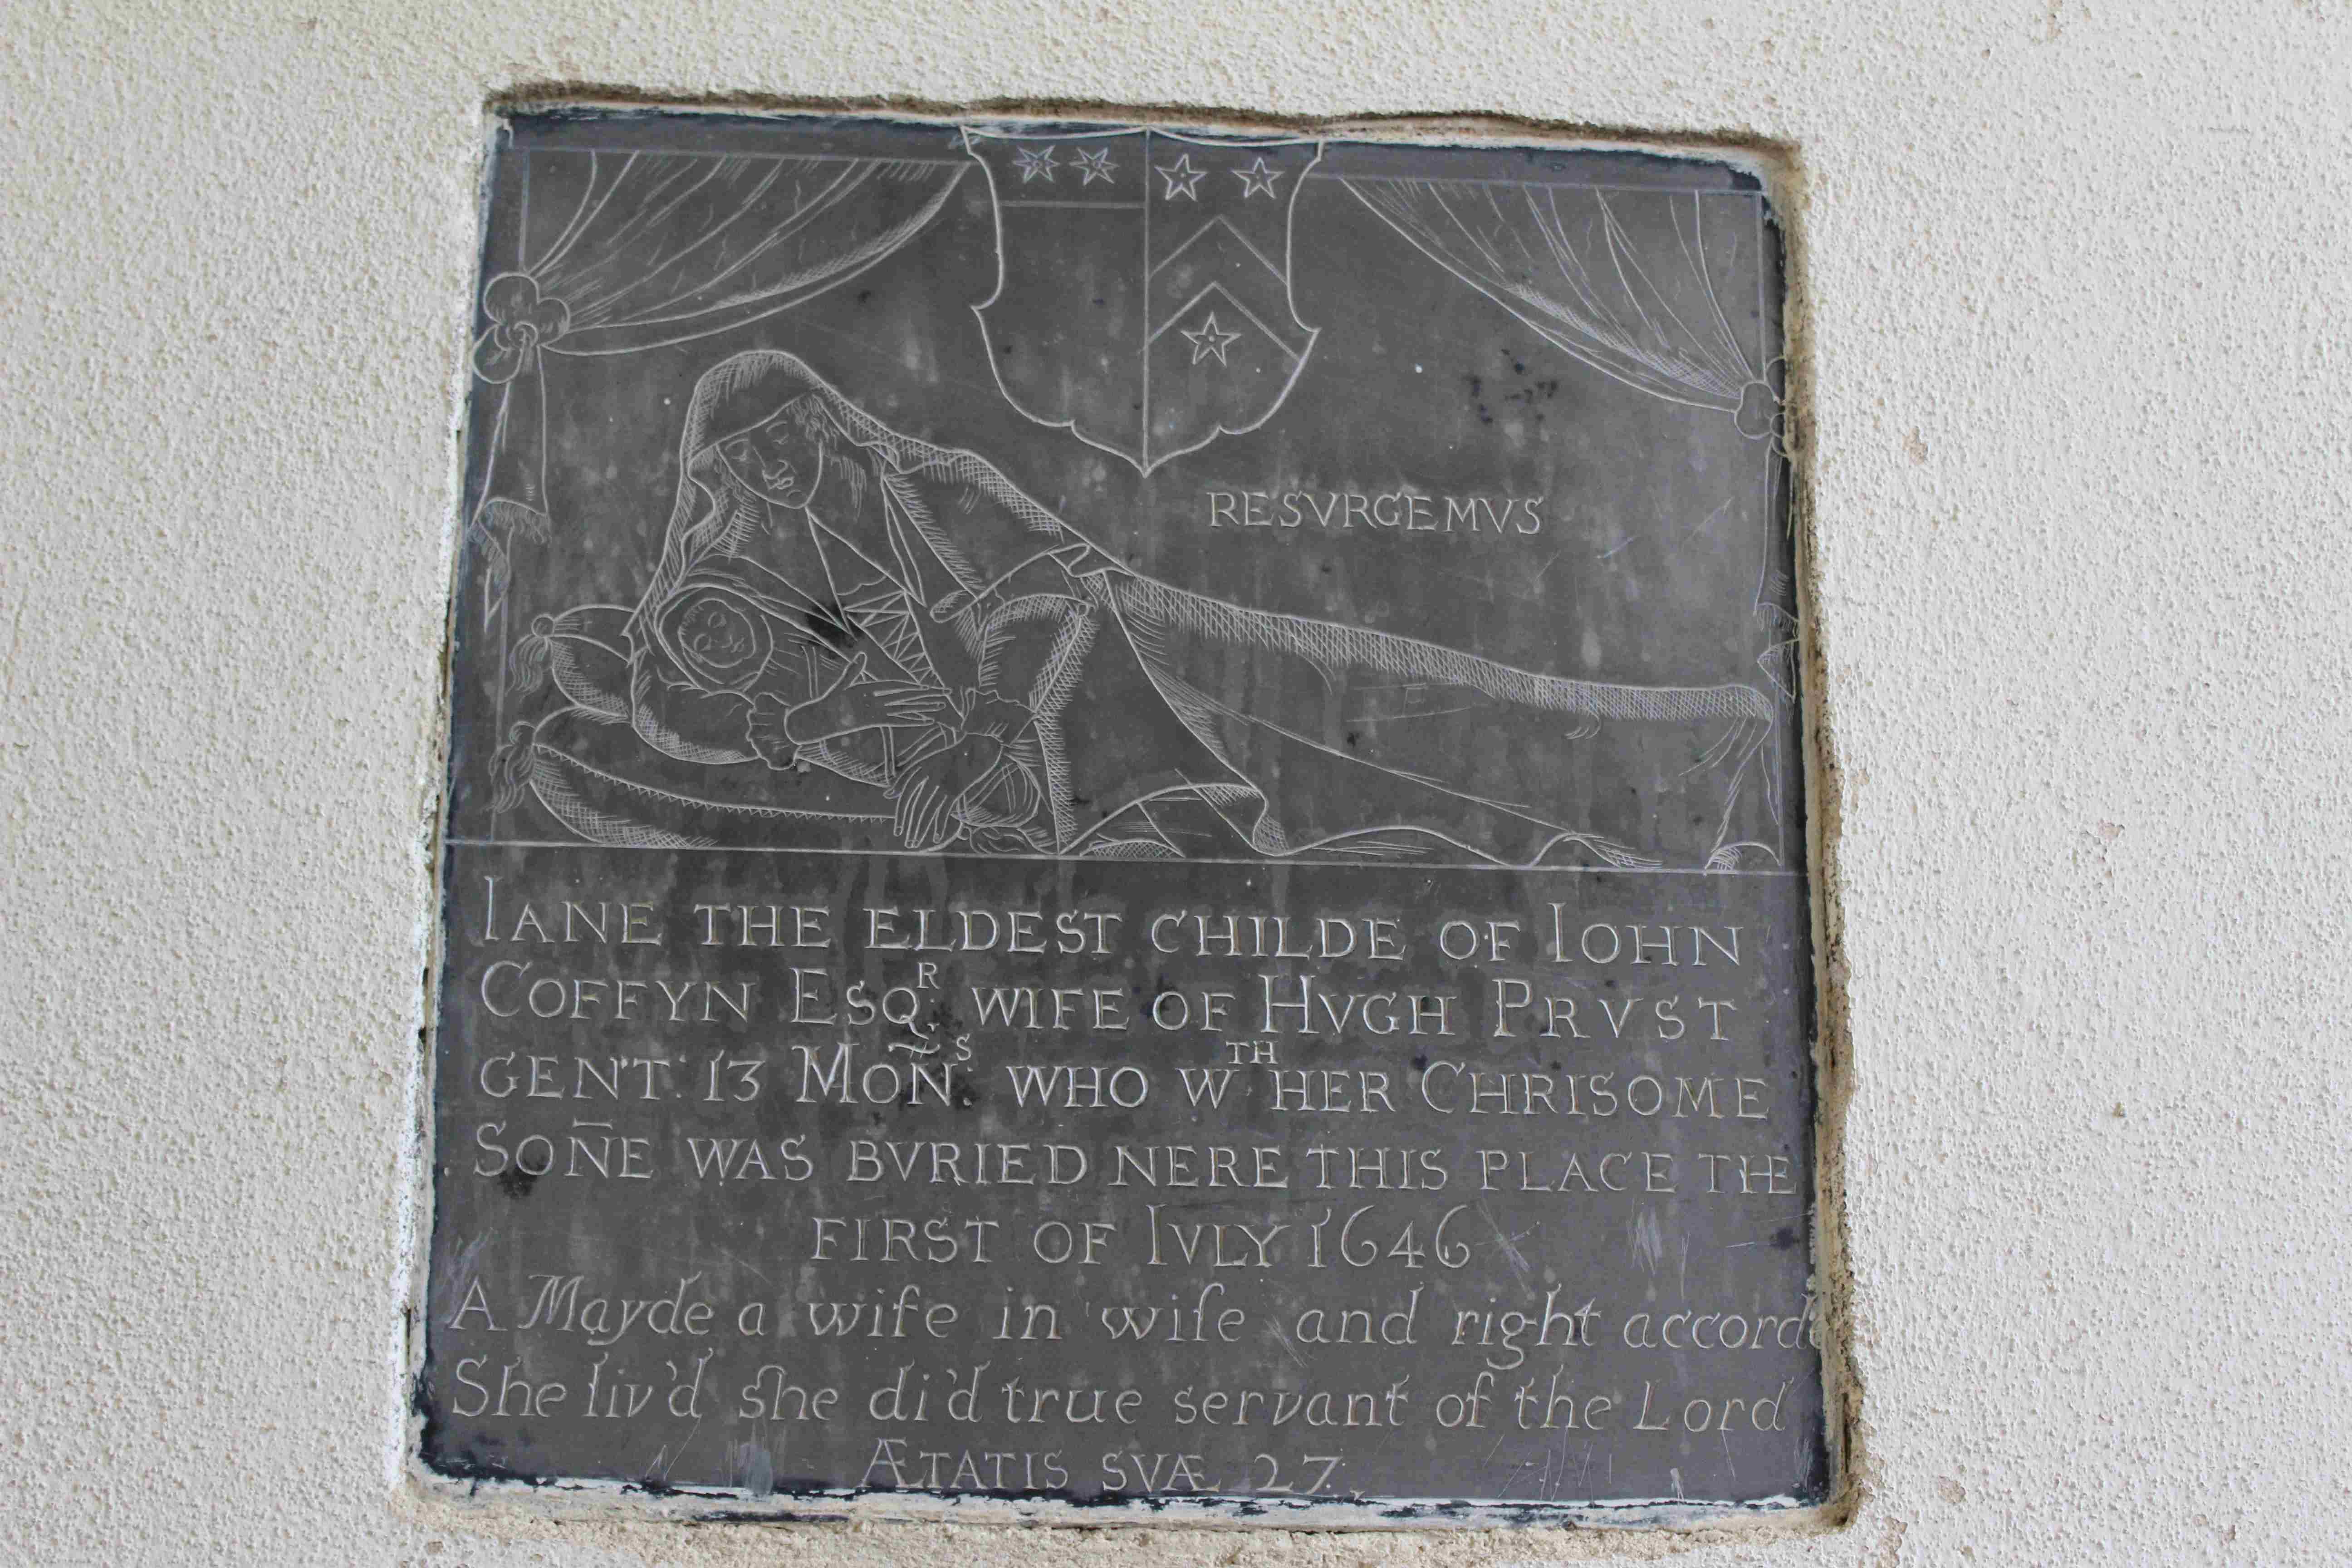 RESVRGEMVS
IANE THE ELDEST CHILDE OF IOHN
COFFYN ESQ^R. WIFE OF HVGH PRVST
GEN'T. 13 MOÑ^S. WHO W^TH HER CHRISOME
SOÑE WAS BVRIED NERE THIS PLACE THE
FIRST OF IVLY 1646
A Mayde a wife in wife and right accord
She liv'd she di'd true servant of the Lord
ÆTATIS SVÆ 27.